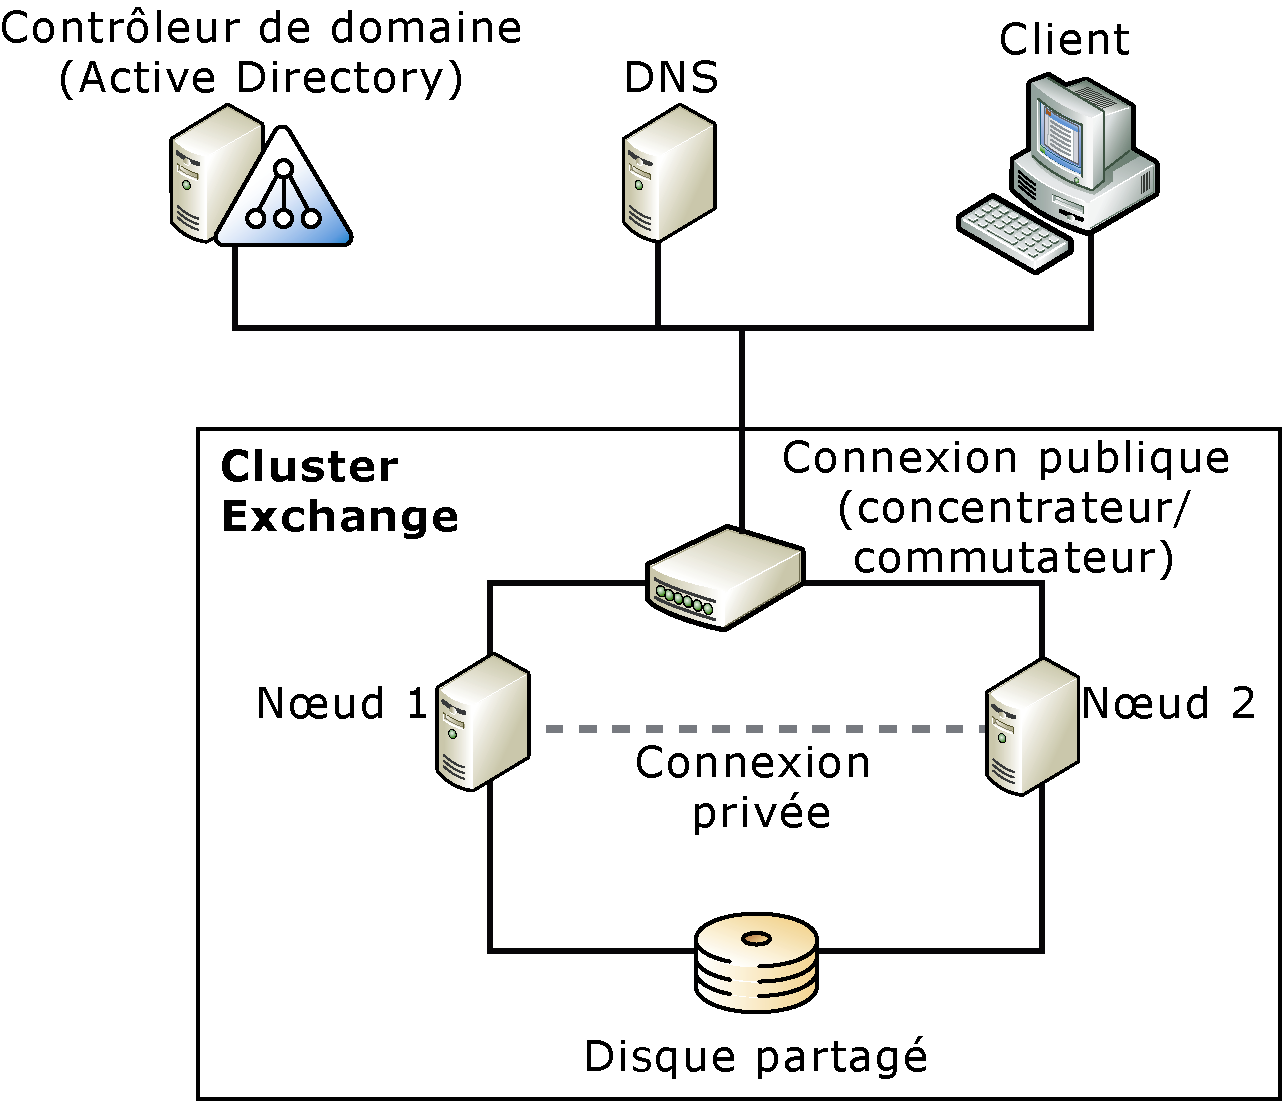 Contrôleur de domaine
(Active Directory)
DNS
Client
Cluster
Exchange
Connexion publique
(concentrateur/
commutateur)
Nœud 1
Nœud 2
Connexion
privée
Disque partagé